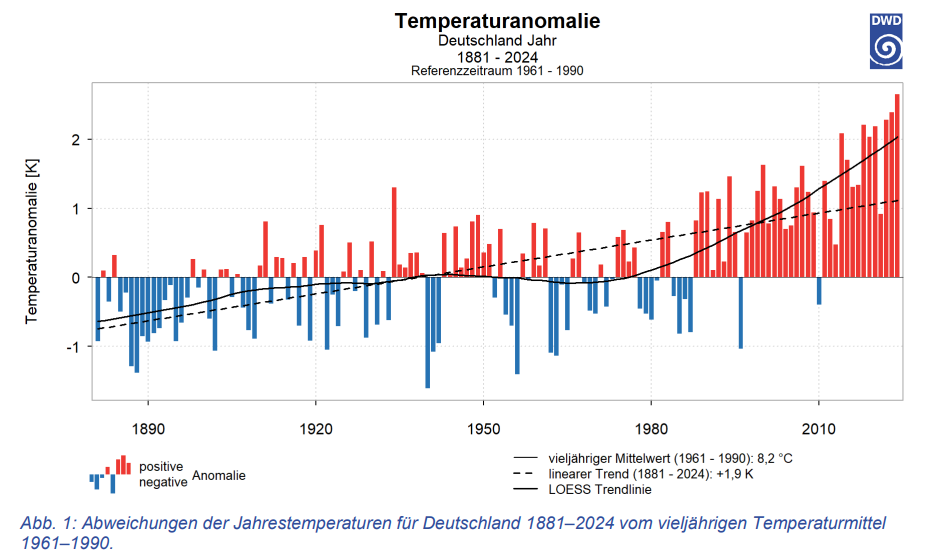 Temperaturanomalie
Deutschland Jahr
1881 - 2024
Referenzzeitraum 1961 - 1990
DWD
Temperaturanomalie [K]
2
1
0
-1
1890 1920 1950 1980 2010
positive
negative
Anomalie
vieljähriger Mittelwert (1961 - 1990): 8,2 °C
linearer Trend (1881 - 2024): +1,9 K
LOESS Trendlinie
Abb. 1: Abweichungen der Jahrestemperaturen für Deutschland 1881–2024 vom vieljährigen Temperaturmittel
1961–1990.